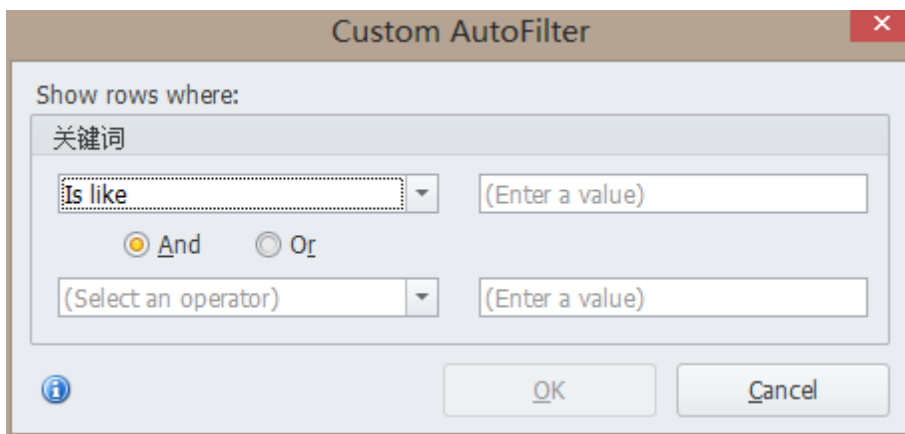 Custom AutoFilter
Show rows where:
关键词
Is like
(Enter a value)
And
Or
(Select an operator)
(Enter a value)
OK
Cancel